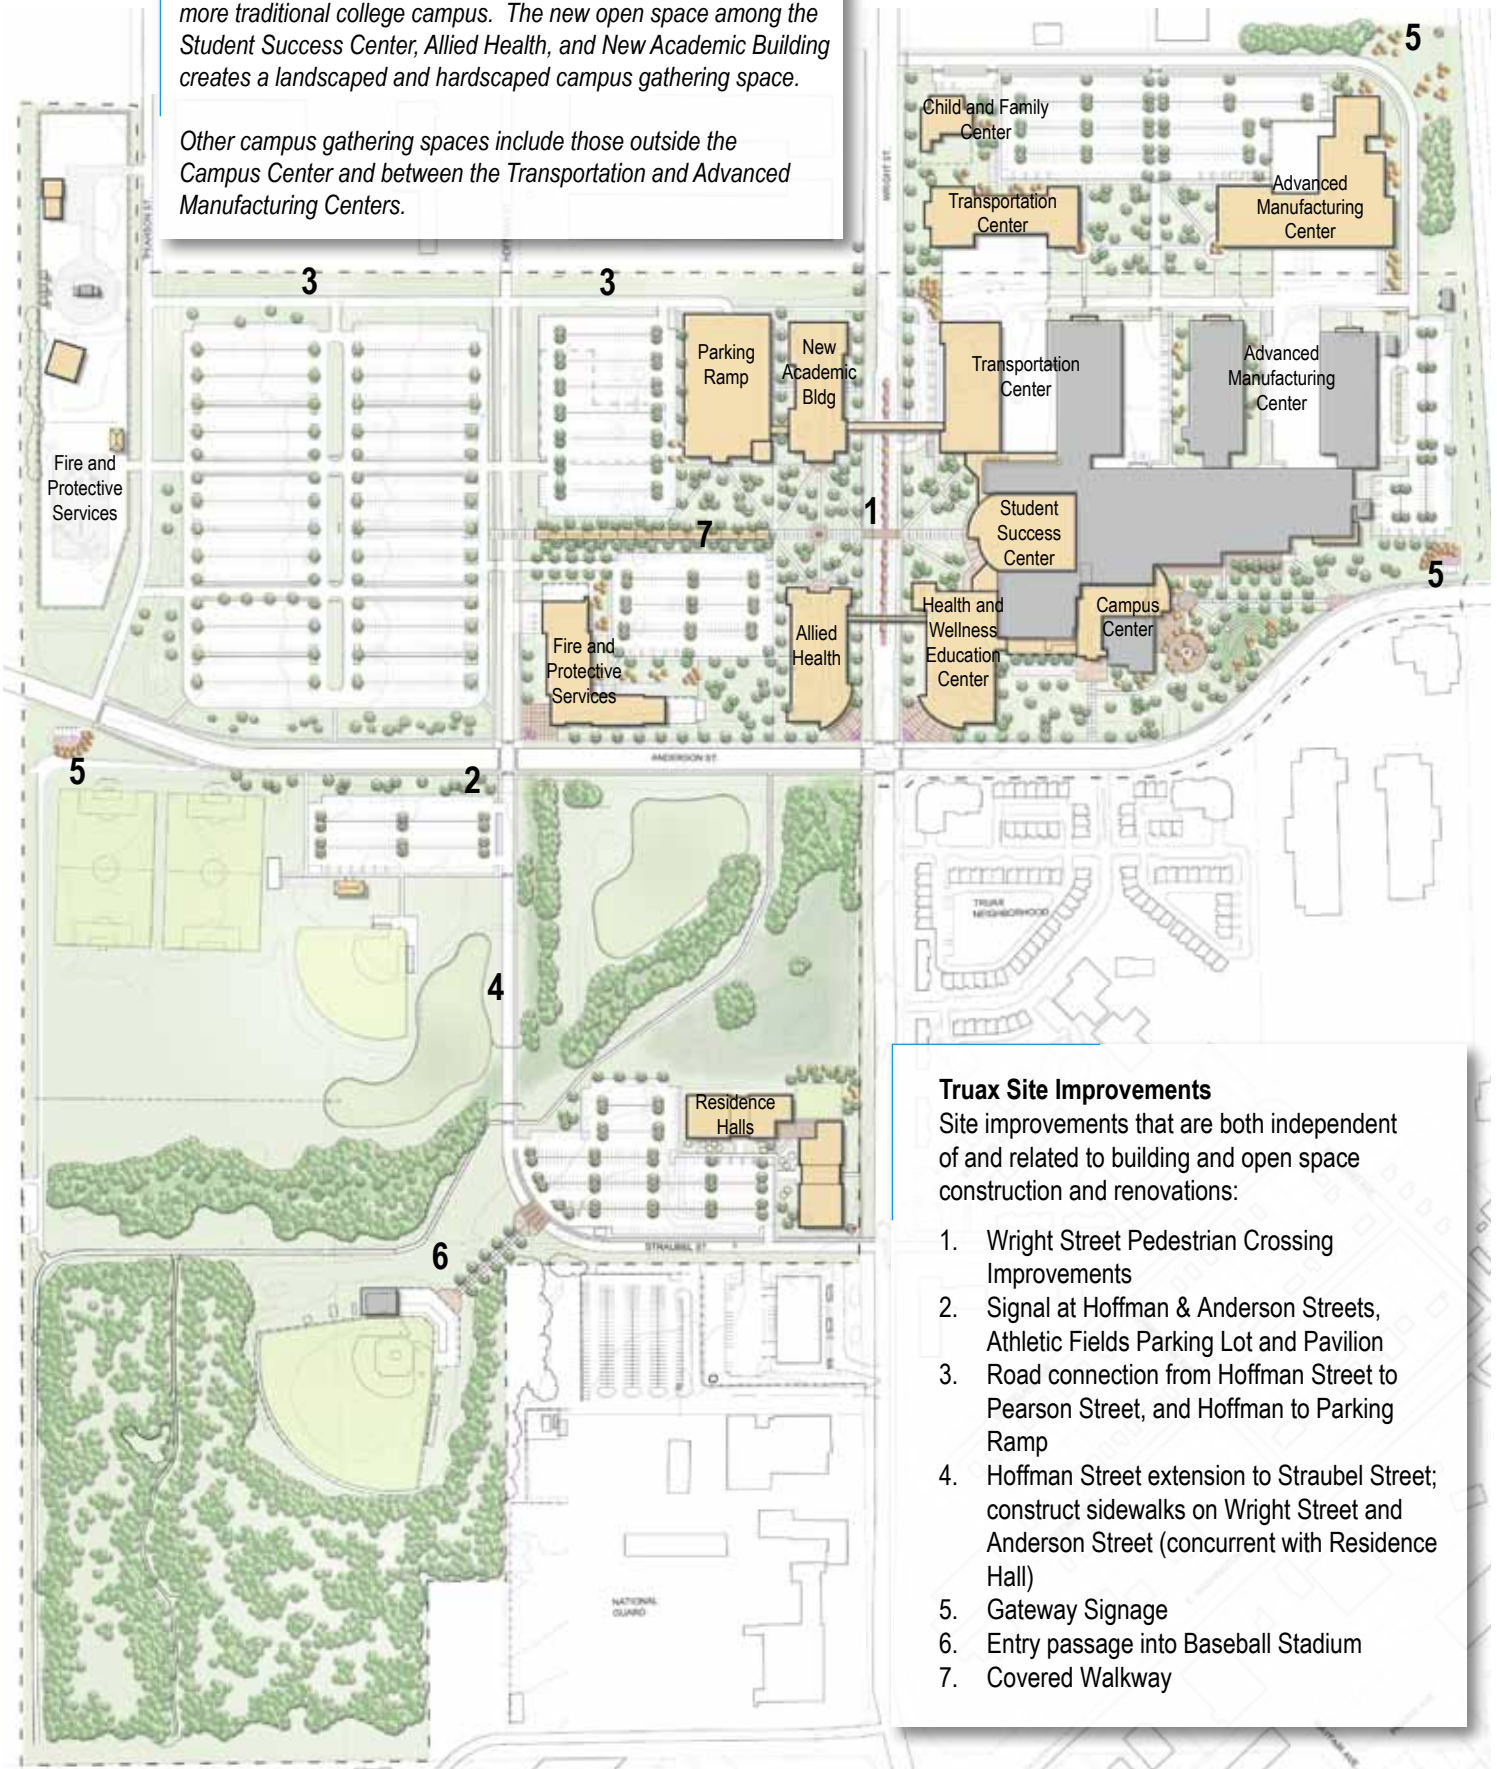 more traditional college campus. The new open space among the
Student Success Center, Allied Health, and New Academic Building
creates a landscaped and hardscaped campus gathering space.
Other campus gathering spaces include those outside the
Campus Center and between the Transportation and Advanced
Manufacturing Centers.
5
Child and Family
Center
WRIGHT ST.
Transportation
Center
Advanced
Manufacturing
Center
3
3
Parking
Ramp
New
Academic
Bldg
Transportation
Center
Advanced
Manufacturing
Center
Fire and
Protective
Services
1
7
Student
Success
Center
5
Fire and
Protective
Services
Allied
Health
Health and
Wellness
Education
Center
Campus
Center
ANDERSON ST.
5
2
TRUAX
NEIGHBORHOOD
4
Residence
Halls
STRAUBEL ST.
6
NATIONAL
GUARD
Truax Site Improvements
Site improvements that are both independent
of and related to building and open space
construction and renovations:
1. Wright Street Pedestrian Crossing
Improvements
2. Signal at Hoffman & Anderson Streets,
Athletic Fields Parking Lot and Pavilion
3. Road connection from Hoffman Street to
Pearson Street, and Hoffman to Parking
Ramp
4. Hoffman Street extension to Straubel Street;
construct sidewalks on Wright Street and
Anderson Street (concurrent with Residence
Hall)
5. Gateway Signage
6. Entry passage into Baseball Stadium
7. Covered Walkway